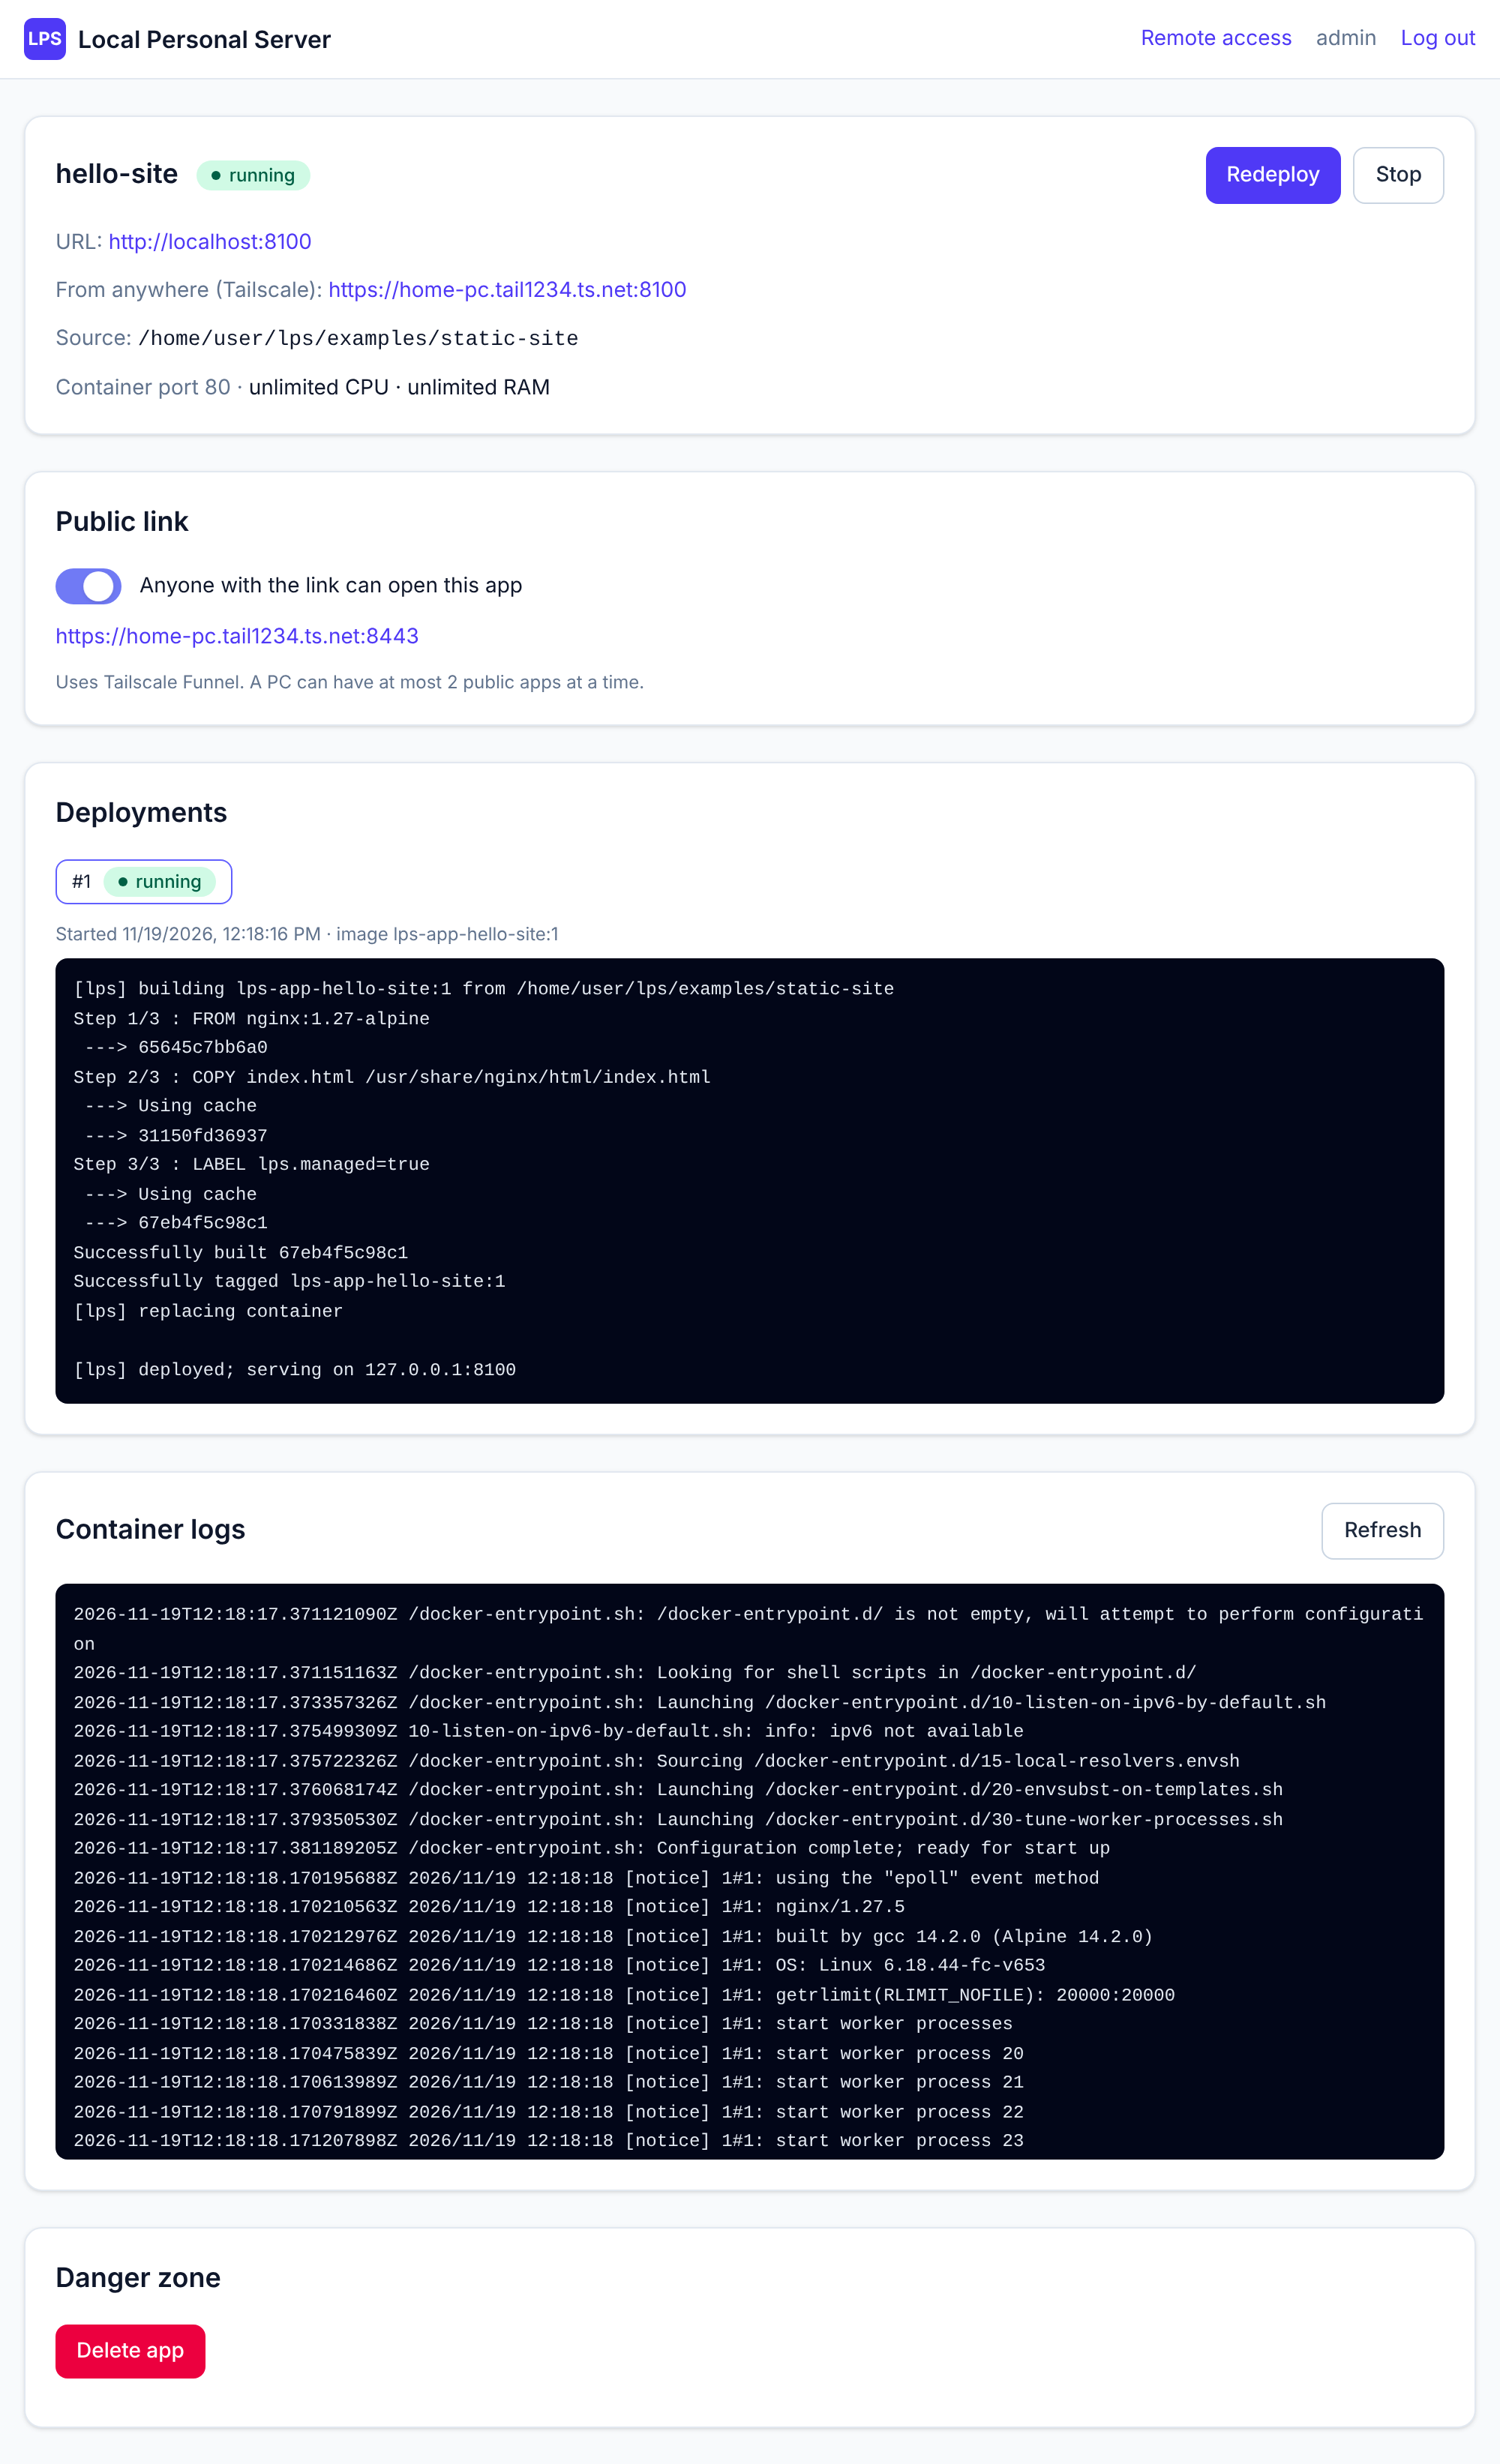 LPS Local Personal Server Remote access admin Log out
hello-site running Redeploy Stop
URL: http://localhost:8100
From anywhere (Tailscale): https://home-pc.tail1234.ts.net:8100
Source: /home/user/lps/examples/static-site
Container port 80 · unlimited CPU · unlimited RAM
Public link
Anyone with the link can open this app
https://home-pc.tail1234.ts.net:8443
Uses Tailscale Funnel. A PC can have at most 2 public apps at a time.
Deployments
#1 running
Started 11/19/2026, 12:18:16 PM · image lps-app-hello-site:1
[lps] building lps-app-hello-site:1 from /home/user/lps/examples/static-site
Step 1/3 : FROM nginx:1.27-alpine
 ---> 65645c7bb6a0
Step 2/3 : COPY index.html /usr/share/nginx/html/index.html
 ---> Using cache
 ---> 31150fd36937
Step 3/3 : LABEL lps.managed=true
 ---> Using cache
 ---> 67eb4f5c98c1
Successfully built 67eb4f5c98c1
Successfully tagged lps-app-hello-site:1
[lps] replacing container
[lps] deployed; serving on 127.0.0.1:8100
Container logs Refresh
2026-11-19T12:18:17.371121090Z /docker-entrypoint.sh: /docker-entrypoint.d/ is not empty, will attempt to perform configurati
on
2026-11-19T12:18:17.371151163Z /docker-entrypoint.sh: Looking for shell scripts in /docker-entrypoint.d/
2026-11-19T12:18:17.373357326Z /docker-entrypoint.sh: Launching /docker-entrypoint.d/10-listen-on-ipv6-by-default.sh
2026-11-19T12:18:17.375499309Z 10-listen-on-ipv6-by-default.sh: info: ipv6 not available
2026-11-19T12:18:17.375722326Z /docker-entrypoint.sh: Sourcing /docker-entrypoint.d/15-local-resolvers.envsh
2026-11-19T12:18:17.376068174Z /docker-entrypoint.sh: Launching /docker-entrypoint.d/20-envsubst-on-templates.sh
2026-11-19T12:18:17.379350530Z /docker-entrypoint.sh: Launching /docker-entrypoint.d/30-tune-worker-processes.sh
2026-11-19T12:18:17.381189205Z /docker-entrypoint.sh: Configuration complete; ready for start up
2026-11-19T12:18:18.170195688Z 2026/11/19 12:18:18 [notice] 1#1: using the "epoll" event method
2026-11-19T12:18:18.170210563Z 2026/11/19 12:18:18 [notice] 1#1: nginx/1.27.5
2026-11-19T12:18:18.170212976Z 2026/11/19 12:18:18 [notice] 1#1: built by gcc 14.2.0 (Alpine 14.2.0)
2026-11-19T12:18:18.170214686Z 2026/11/19 12:18:18 [notice] 1#1: OS: Linux 6.18.44-fc-v653
2026-11-19T12:18:18.170216460Z 2026/11/19 12:18:18 [notice] 1#1: getrlimit(RLIMIT_NOFILE): 20000:20000
2026-11-19T12:18:18.170331838Z 2026/11/19 12:18:18 [notice] 1#1: start worker processes
2026-11-19T12:18:18.170475839Z 2026/11/19 12:18:18 [notice] 1#1: start worker process 20
2026-11-19T12:18:18.170613989Z 2026/11/19 12:18:18 [notice] 1#1: start worker process 21
2026-11-19T12:18:18.170791899Z 2026/11/19 12:18:18 [notice] 1#1: start worker process 22
2026-11-19T12:18:18.171207898Z 2026/11/19 12:18:18 [notice] 1#1: start worker process 23
Danger zone
Delete app